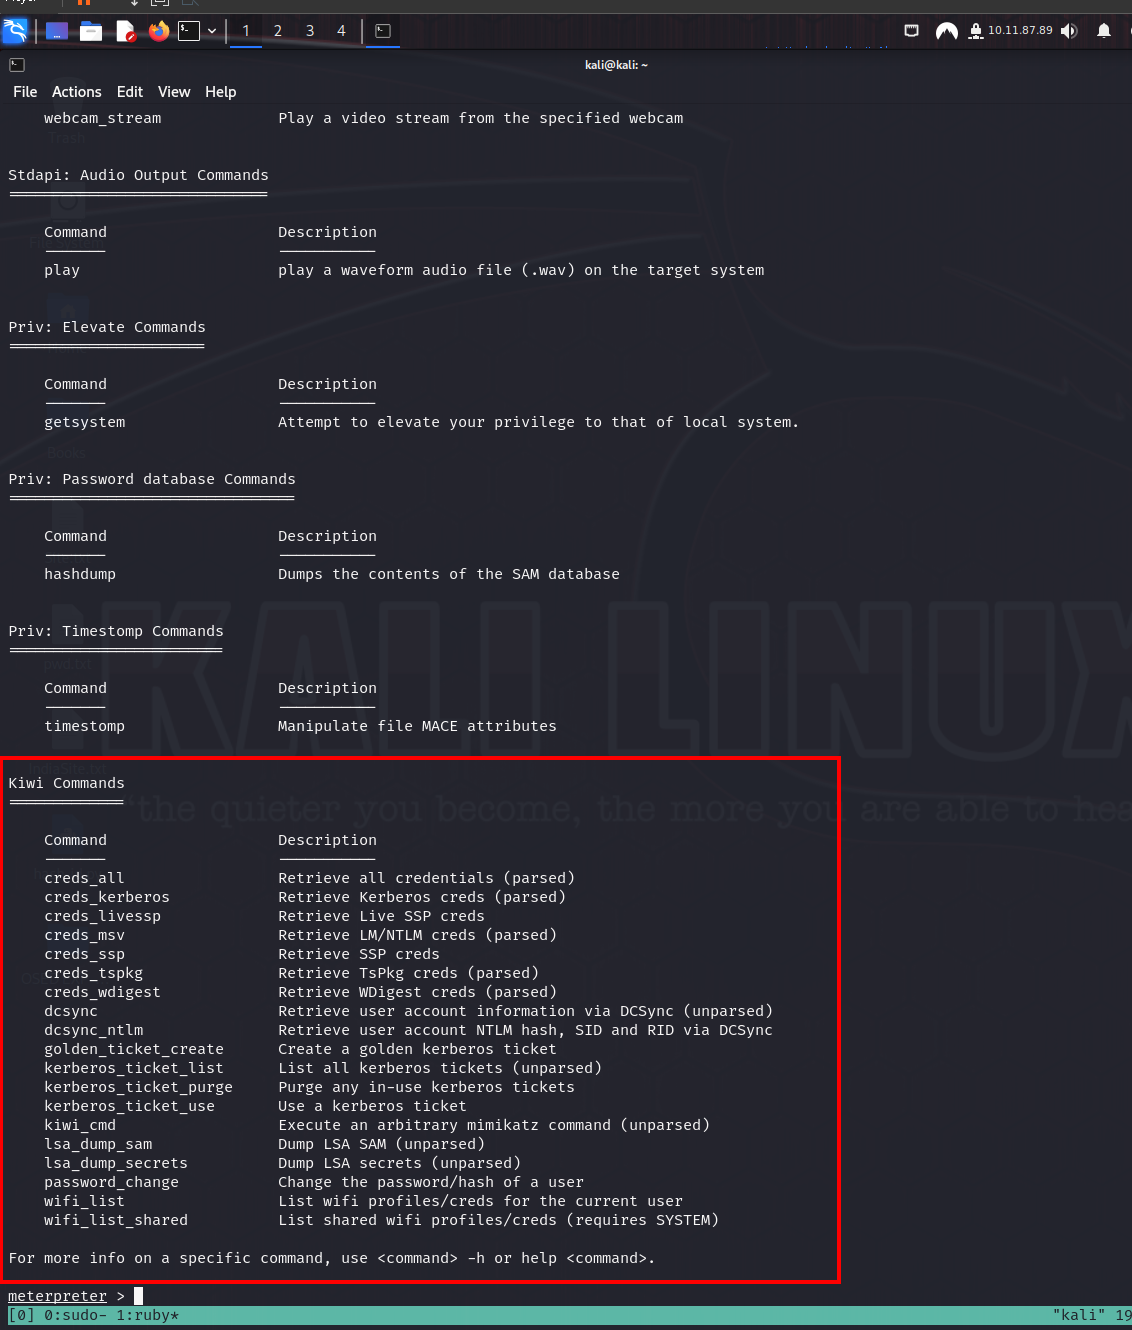 1 2 3 4 10.11.87.89
kali@kali: ~
File Actions Edit View Help
webcam_stream Play a video stream from the specified webcam
Trash
Stdapi: Audio Output Commands
=============================
Command Description
------- -----------
play play a waveform audio file (.wav) on the target system
Priv: Elevate Commands
======================
Command Description
------- -----------
getsystem Attempt to elevate your privilege to that of local system.
Books
Priv: Password database Commands
================================
Command Description
------- -----------
hashdump Dumps the contents of the SAM database
KALI LINUX
Priv: Timestomp Commands
========================
pwd.txt
Command Description
------- -----------
timestomp Manipulate file MACE attributes
Kiwi Commands
=============
"the quieter you become, the more you are able to hea
Command Description
------- -----------
creds_all Retrieve all credentials (parsed)
creds_kerberos Retrieve Kerberos creds (parsed)
creds_livessp Retrieve Live SSP creds
creds_msv Retrieve LM/NTLM creds (parsed)
creds_ssp Retrieve SSP creds
creds_tspkg Retrieve TsPkg creds (parsed)
creds_wdigest Retrieve WDigest creds (parsed)
dcsync Retrieve user account information via DCSync (unparsed)
dcsync_ntlm Retrieve user account NTLM hash, SID and RID via DCSync
golden_ticket_create Create a golden kerberos ticket
kerberos_ticket_list List all kerberos tickets (unparsed)
kerberos_ticket_purge Purge any in-use kerberos tickets
kerberos_ticket_use Use a kerberos ticket
kiwi_cmd Execute an arbitrary mimikatz command (unparsed)
lsa_dump_sam Dump LSA SAM (unparsed)
lsa_dump_secrets Dump LSA secrets (unparsed)
password_change Change the password/hash of a user
wifi_list List wifi profiles/creds for the current user
wifi_list_shared List shared wifi profiles/creds (requires SYSTEM)
For more info on a specific command, use <command> -h or help <command>.
meterpreter >
[0] 0:sudo- 1:ruby* "kali" 19